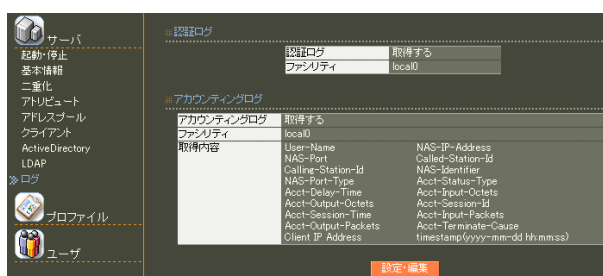 サーバ
起動・停止
基本情報
二重化
アトリビュート
アドレスプール
クライアント
ActiveDirectory
LDAP
ログ
プロファイル
ユーザ
認証ログ
認証ログ 取得する
ファシリティ local0
アカウンティングログ
アカウンティングログ 取得する
ファシリティ local0
取得内容 User-Name NAS-IP-Address
NAS-Port Called-Station-Id
Calling-Station-Id NAS-Identifier
NAS-Port-Type Acct-Status-Type
Acct-Delay-Time Acct-Input-Octets
Acct-Output-Octets Acct-Session-Id
Acct-Session-Time Acct-Input-Packets
Acct-Output-Packets Acct-Terminate-Cause
Client IP Address timestamp(yyyy-mm-dd hh:mm:ss)
設定・編集